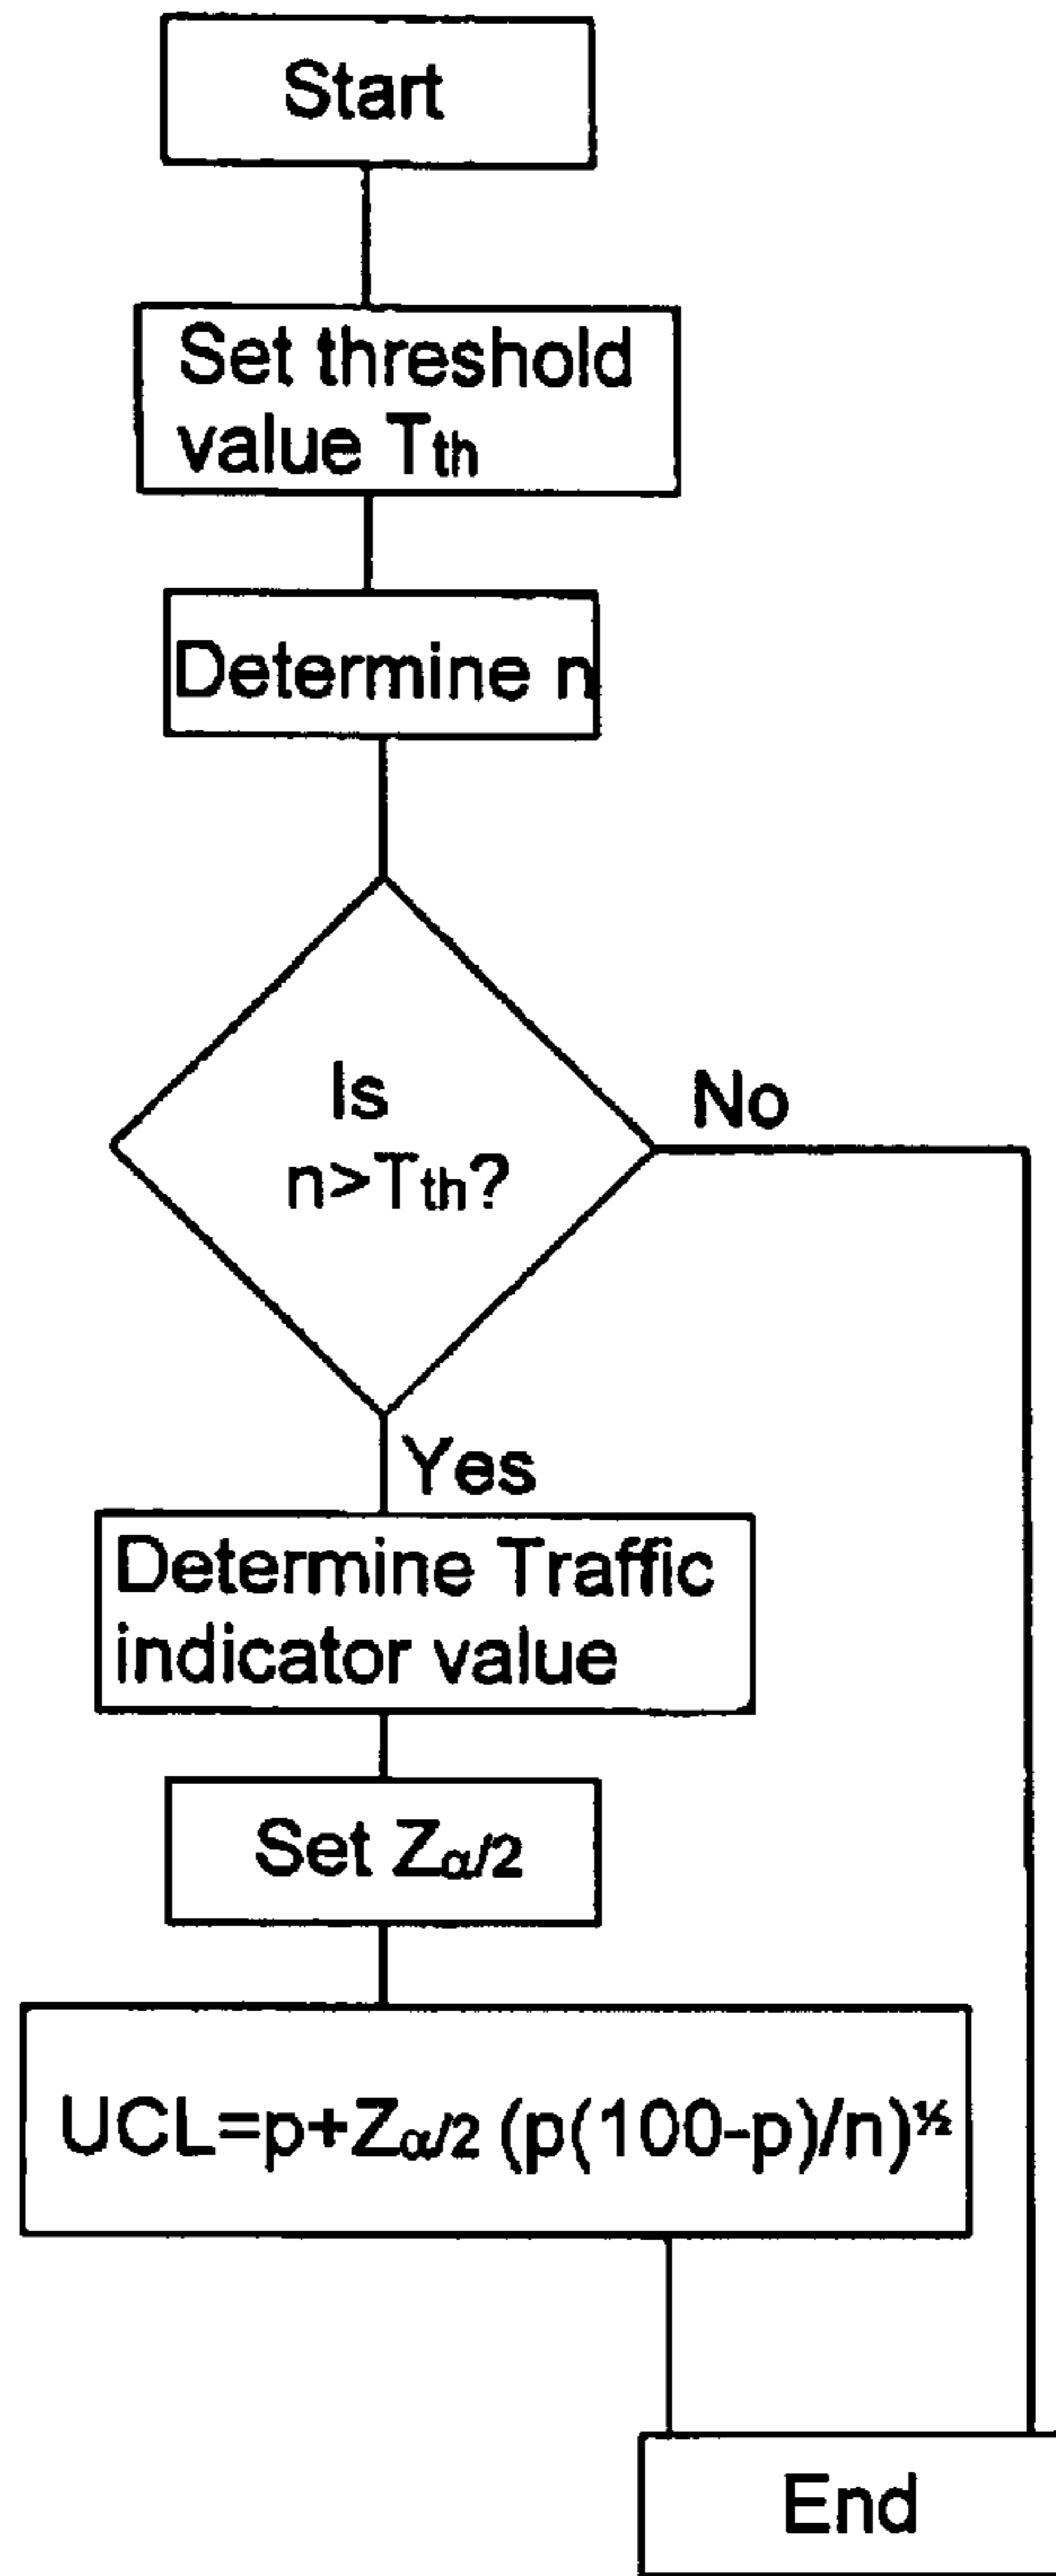 Start
Set threshold
value Tth
Determine n
Is
n>Tth?
No
Yes
Determine Traffic
indicator value
Set Zα/2
UCL=p+Zα/2 (p(100-p)/n)½
End